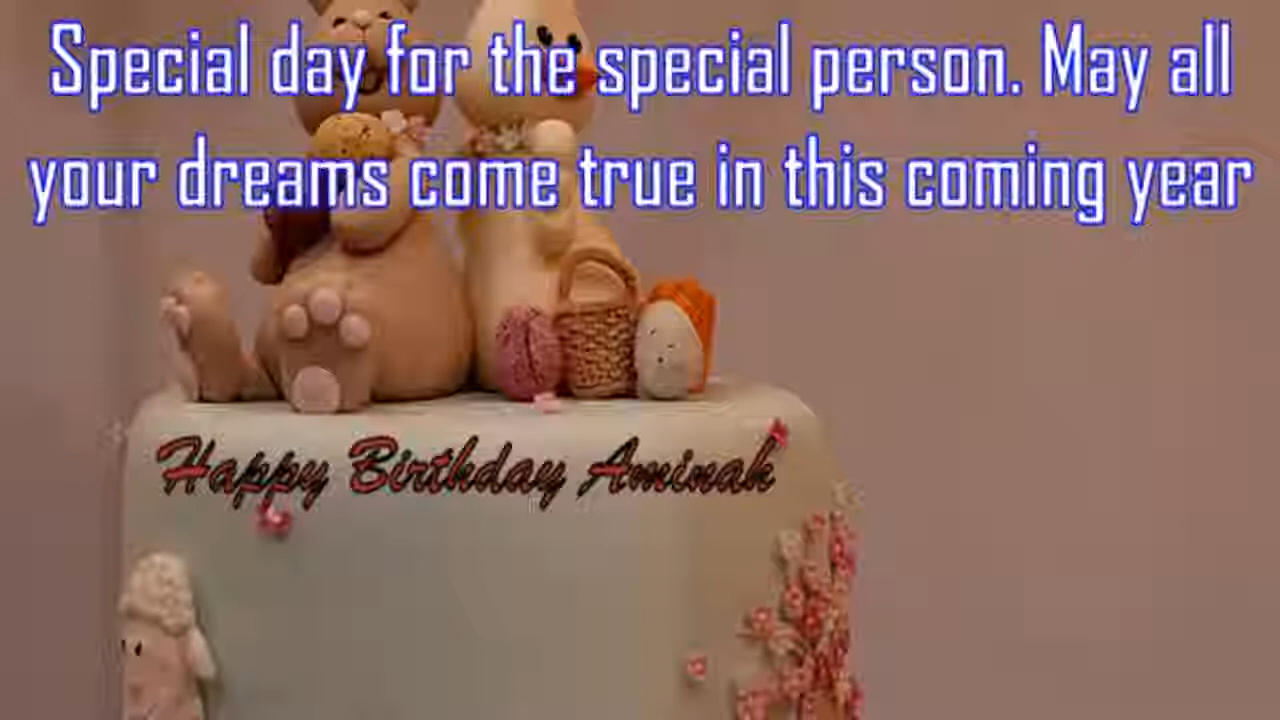 Special day for the special person. May all
your dreams come true in this coming year
Happy Birthday Aminah